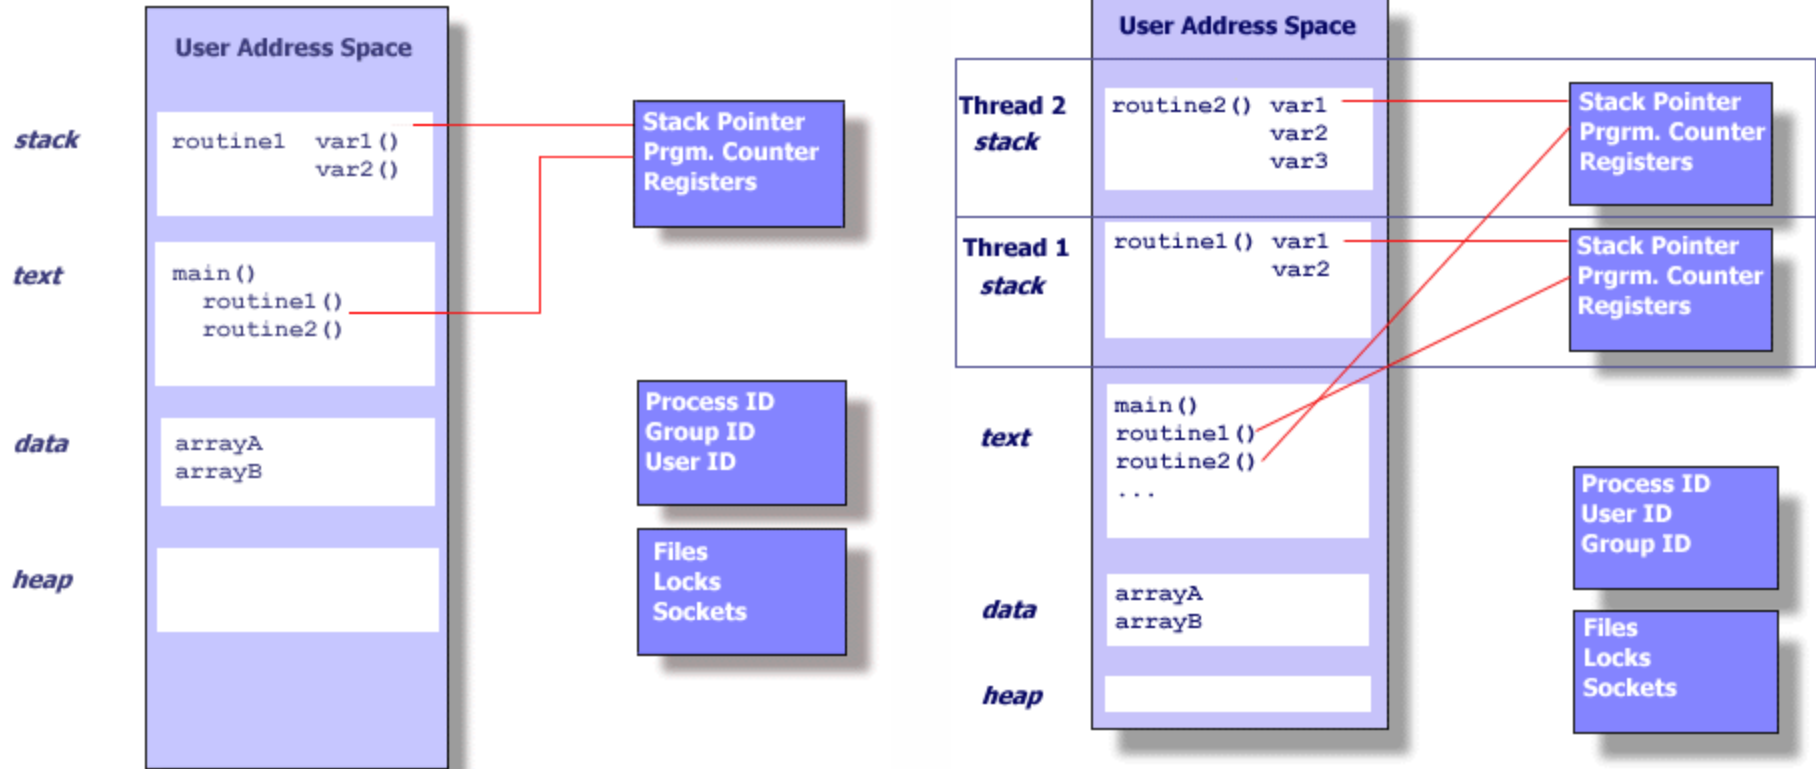 User Address Space
stack
routine1 var1()
var2()
text
main()
routine1()
routine2()
data
arrayA
arrayB
heap
Stack Pointer
Prgm. Counter
Registers
Process ID
Group ID
User ID
Files
Locks
Sockets
User Address Space
Thread 2
stack
routine2() var1
var2
var3
Stack Pointer
Prgrm. Counter
Registers
Thread 1
stack
routine1() var1
var2
Stack Pointer
Prgrm. Counter
Registers
text
main()
routine1()
routine2()
...
data
arrayA
arrayB
heap
Process ID
User ID
Group ID
Files
Locks
Sockets